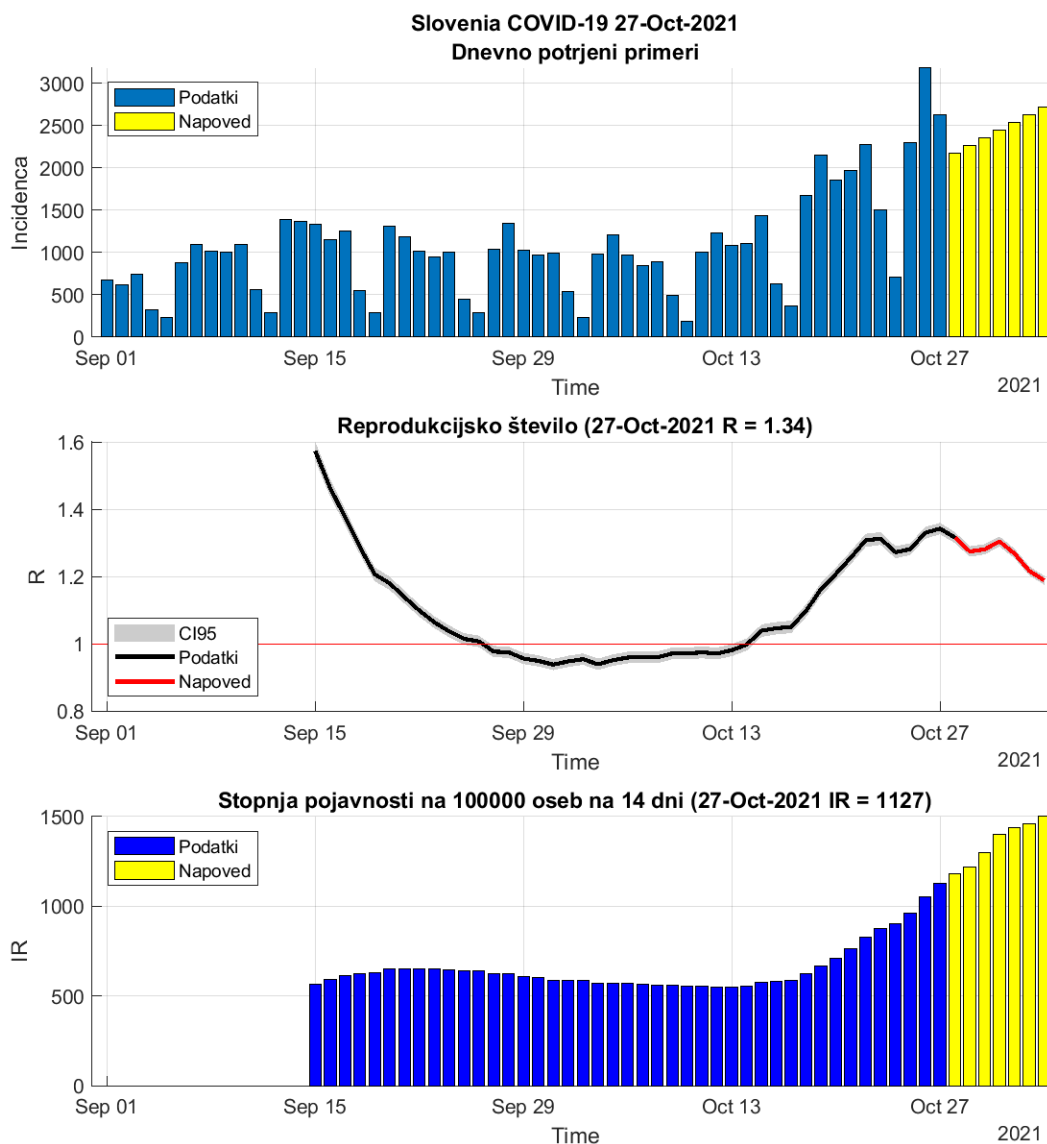 Slovenia COVID-19 27-Oct-2021
Dnevno potrjeni primeri
3000
2500
2000
1500
1000
500
0
Incidenca
Podatki
Napoved
Sep 01
Sep 15
Sep 29
Oct 13
Oct 27
Time
2021
Reprodukcijsko število (27-Oct-2021 R = 1.34)
1.6
1.4
1.2
1
0.8
R
CI95
Podatki
Napoved
Sep 01
Sep 15
Sep 29
Oct 13
Oct 27
Time
2021
Stopnja pojavnosti na 100000 oseb na 14 dni (27-Oct-2021 IR = 1127)
1500
1000
500
0
IR
Podatki
Napoved
Sep 01
Sep 15
Sep 29
Oct 13
Oct 27
Time
2021